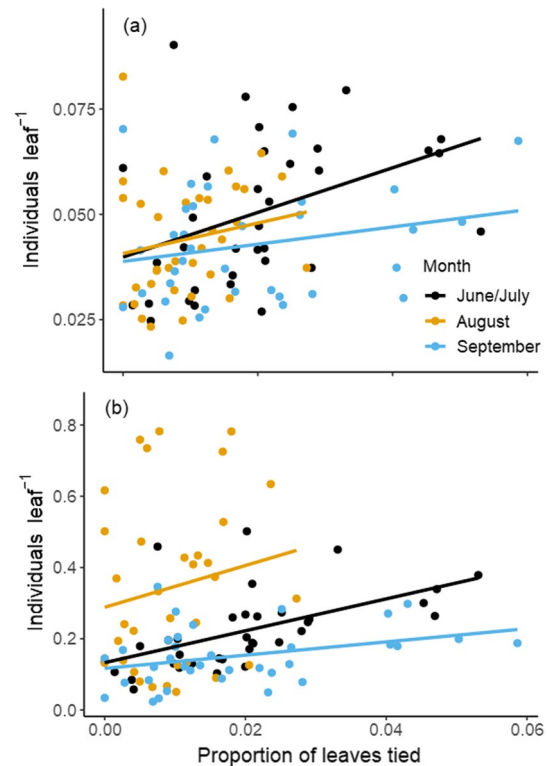 (a)
Individuals leaf⁻¹
0.075
0.050
0.025
Month
June/July
August
September
(b)
Individuals leaf⁻¹
0.8
0.6
0.4
0.2
0.0
0.00 0.02 0.04 0.06
Proportion of leaves tied